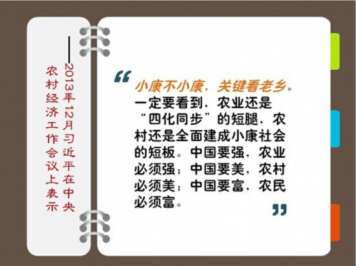 ——2013年12月习近平在中央
农村经济工作会议上表示
“小康不小康，关键看老乡。
一定要看到，农业还是
“四化同步”的短腿，农
村还是全面建成小康社会
的短板。中国要强，农业
必须强；中国要美，农村
必须美；中国要富，农民
必须富。”